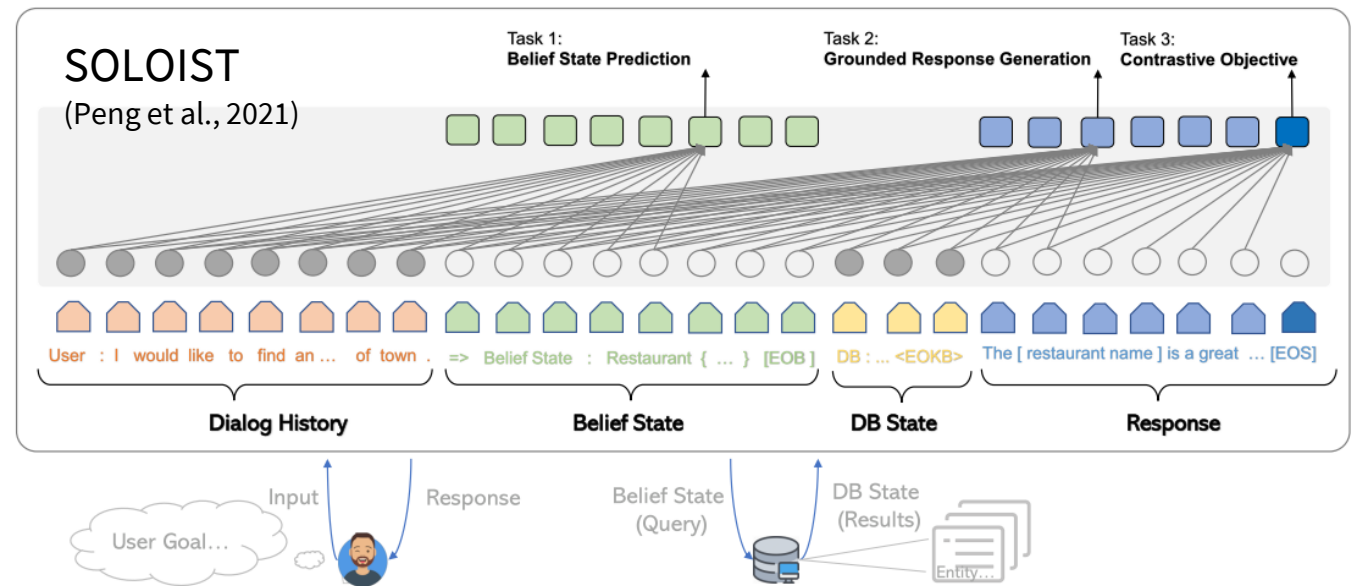 SOLOIST
(Peng et al., 2021)
Task 1:
Belief State Prediction
Task 2:
Grounded Response Generation
Task 3:
Contrastive Objective
User : I would like to find an ... of town .
=> Belief State : Restaurant { ... } [EOB ]
DB : ... <EOKB>
The [ restaurant name ] is a great ... [EOS]
Dialog History
Belief State
DB State
Response
Input
Response
Belief State
(Query)
DB State
(Results)
User Goal...
Entity...